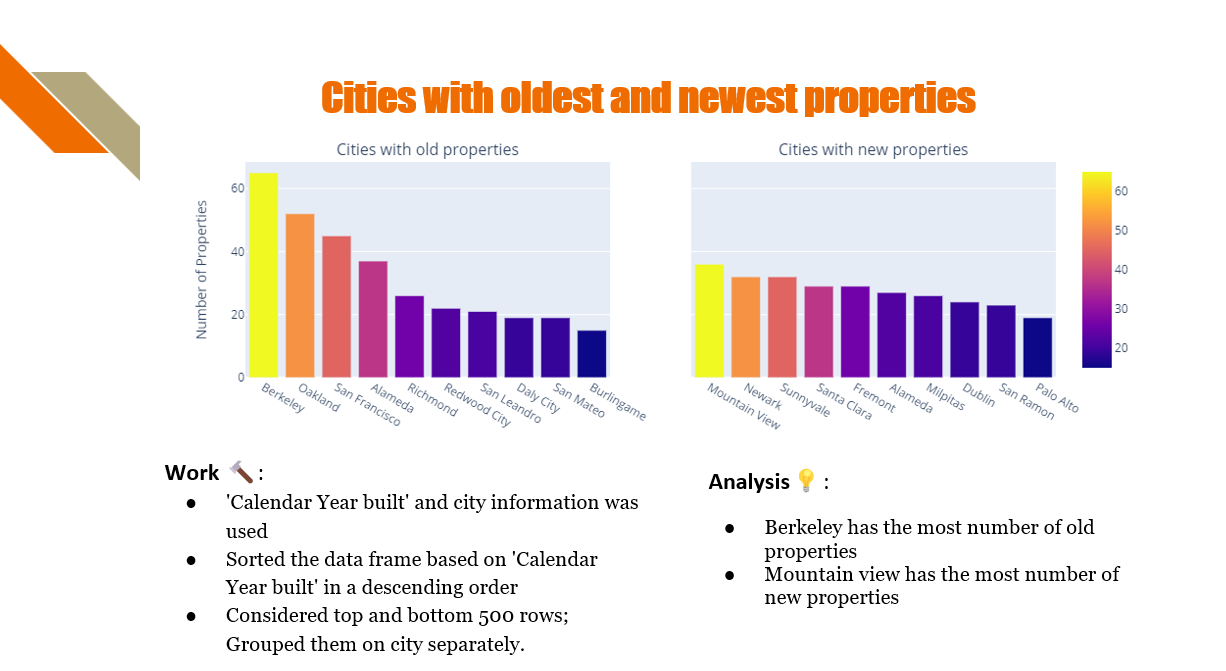 Cities with oldest and newest properties
Cities with old properties
Number of Properties
60
40
20
0
Berkeley
Oakland
San Francisco
Alameda
Richmond
Redwood City
San Leandro
Daly City
San Mateo
Burlingame
Cities with new properties
Mountain View
Newark
Sunnyvale
Santa Clara
Fremont
Alameda
Milpitas
Dublin
San Ramon
Palo Alto
60
50
40
30
20
Work 🔨 :
● 'Calendar Year built' and city information was
used
● Sorted the data frame based on 'Calendar
Year built' in a descending order
● Considered top and bottom 500 rows;
Grouped them on city separately.
Analysis 💡 :
● Berkeley has the most number of old
properties
● Mountain view has the most number of
new properties